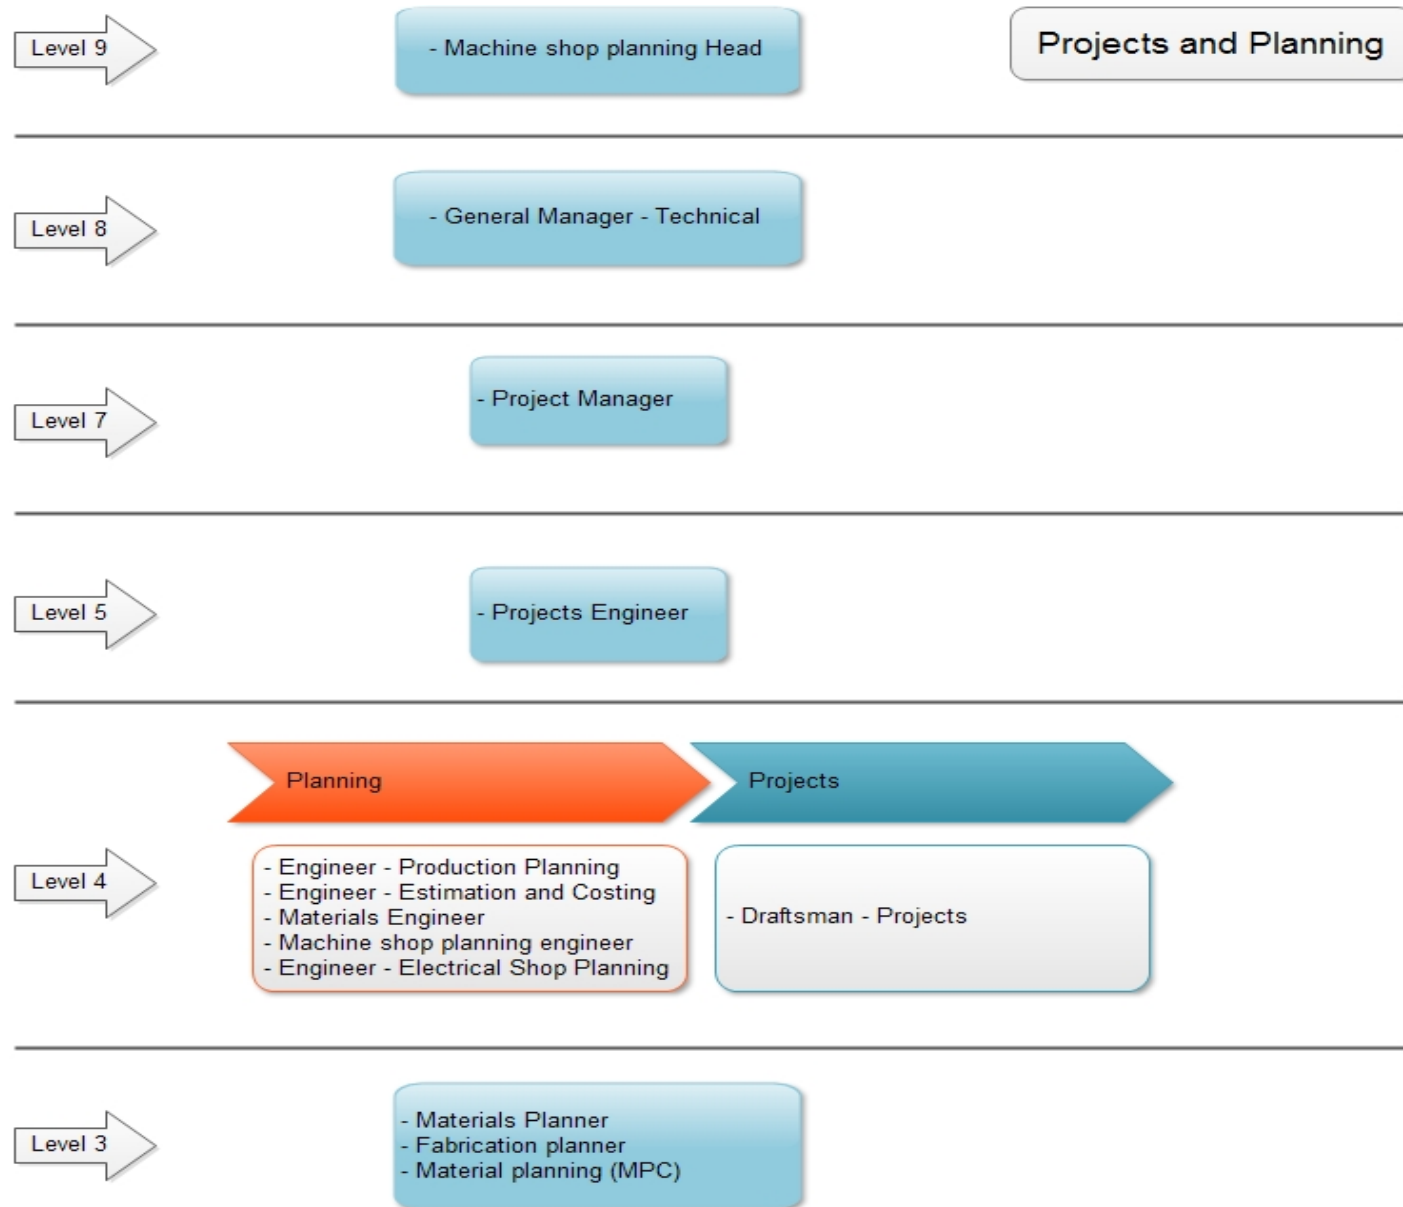 Level 9
- Machine shop planning Head
Projects and Planning
Level 8
- General Manager - Technical
Level 7
- Project Manager
Level 5
- Projects Engineer
Planning
Projects
Level 4
- Engineer - Production Planning
- Engineer - Estimation and Costing
- Materials Engineer
- Machine shop planning engineer
- Engineer - Electrical Shop Planning
- Draftsman - Projects
Level 3
- Materials Planner
- Fabrication planner
- Material planning (MPC)